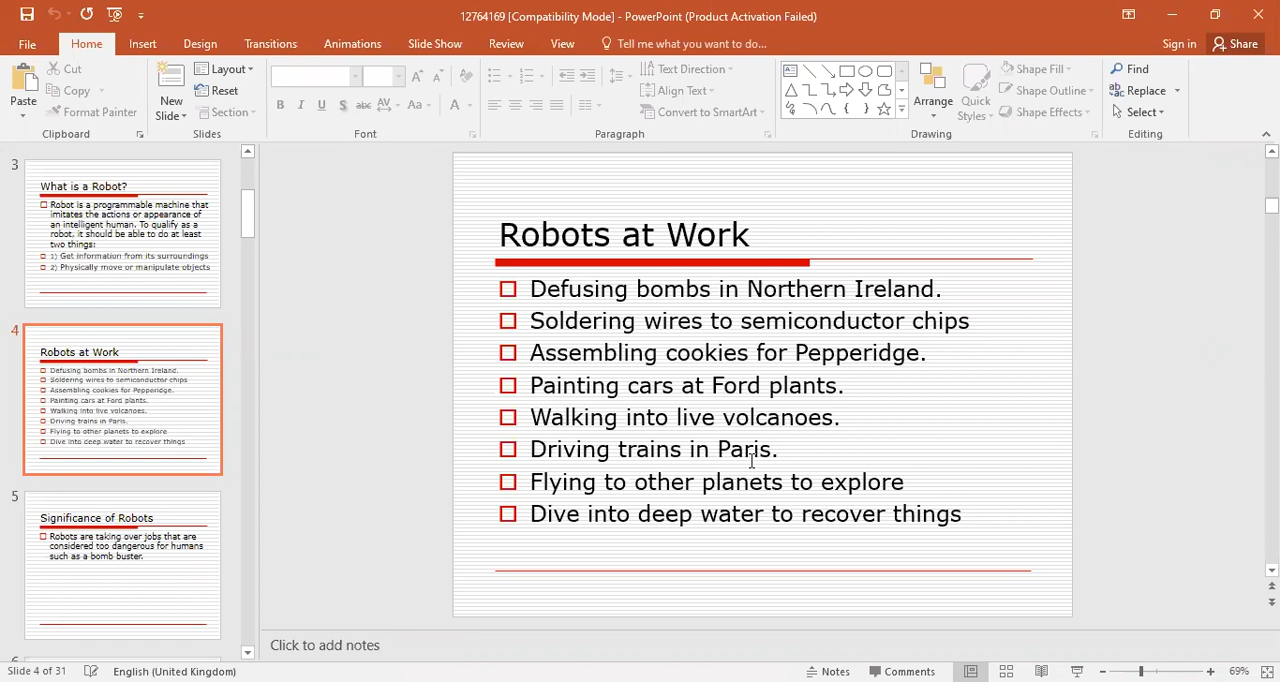 12764169 [Compatibility Mode] - PowerPoint (Product Activation Failed)
File Home Insert Design Transitions Animations Slide Show Review View Tell me what you want to do... Sign in Share
Paste Cut Copy Format Painter Clipboard
New Slide Layout Reset Section Slides
Font
Text Direction Align Text Convert to SmartArt Paragraph
Arrange Quick Styles Shape Fill Shape Outline Shape Effects Drawing
Find Replace Select Editing
3
What is a Robot?
Robot is a programmable machine that
imitates the actions or appearance of
an intelligent human. To qualify as a
robot, it should be able to do at least
two things:
1) Get information from its surroundings
2) Physically move or manipulate objects
4
Robots at Work
Defusing bombs in Northern Ireland.
Soldering wires to semiconductor chips
Assembling cookies for Pepperidge.
Painting cars at Ford plants.
Walking into live volcanoes.
Driving trains in Paris.
Flying to other planets to explore
Dive into deep water to recover things
5
Significance of Robots
Robots are taking over jobs that are
considered too dangerous for humans
such as a bomb buster.
Robots at Work
Defusing bombs in Northern Ireland.
Soldering wires to semiconductor chips
Assembling cookies for Pepperidge.
Painting cars at Ford plants.
Walking into live volcanoes.
Driving trains in Paris.
Flying to other planets to explore
Dive into deep water to recover things
Click to add notes
Slide 4 of 31 English (United Kingdom) Notes Comments 69%